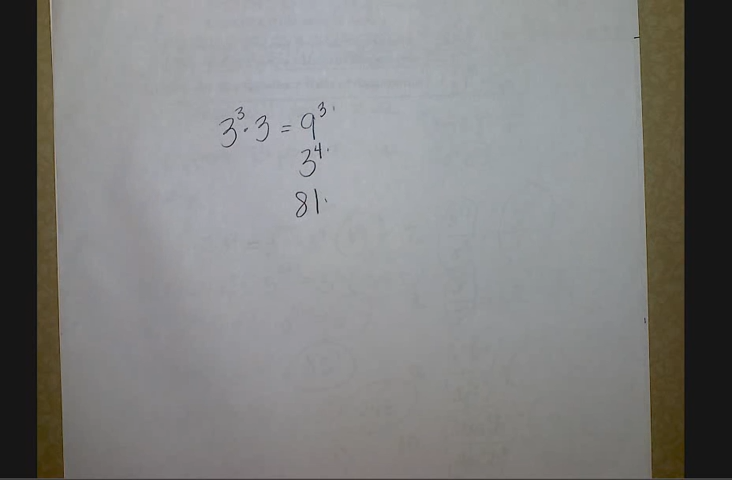 3³·3 = 9³
3⁴
81